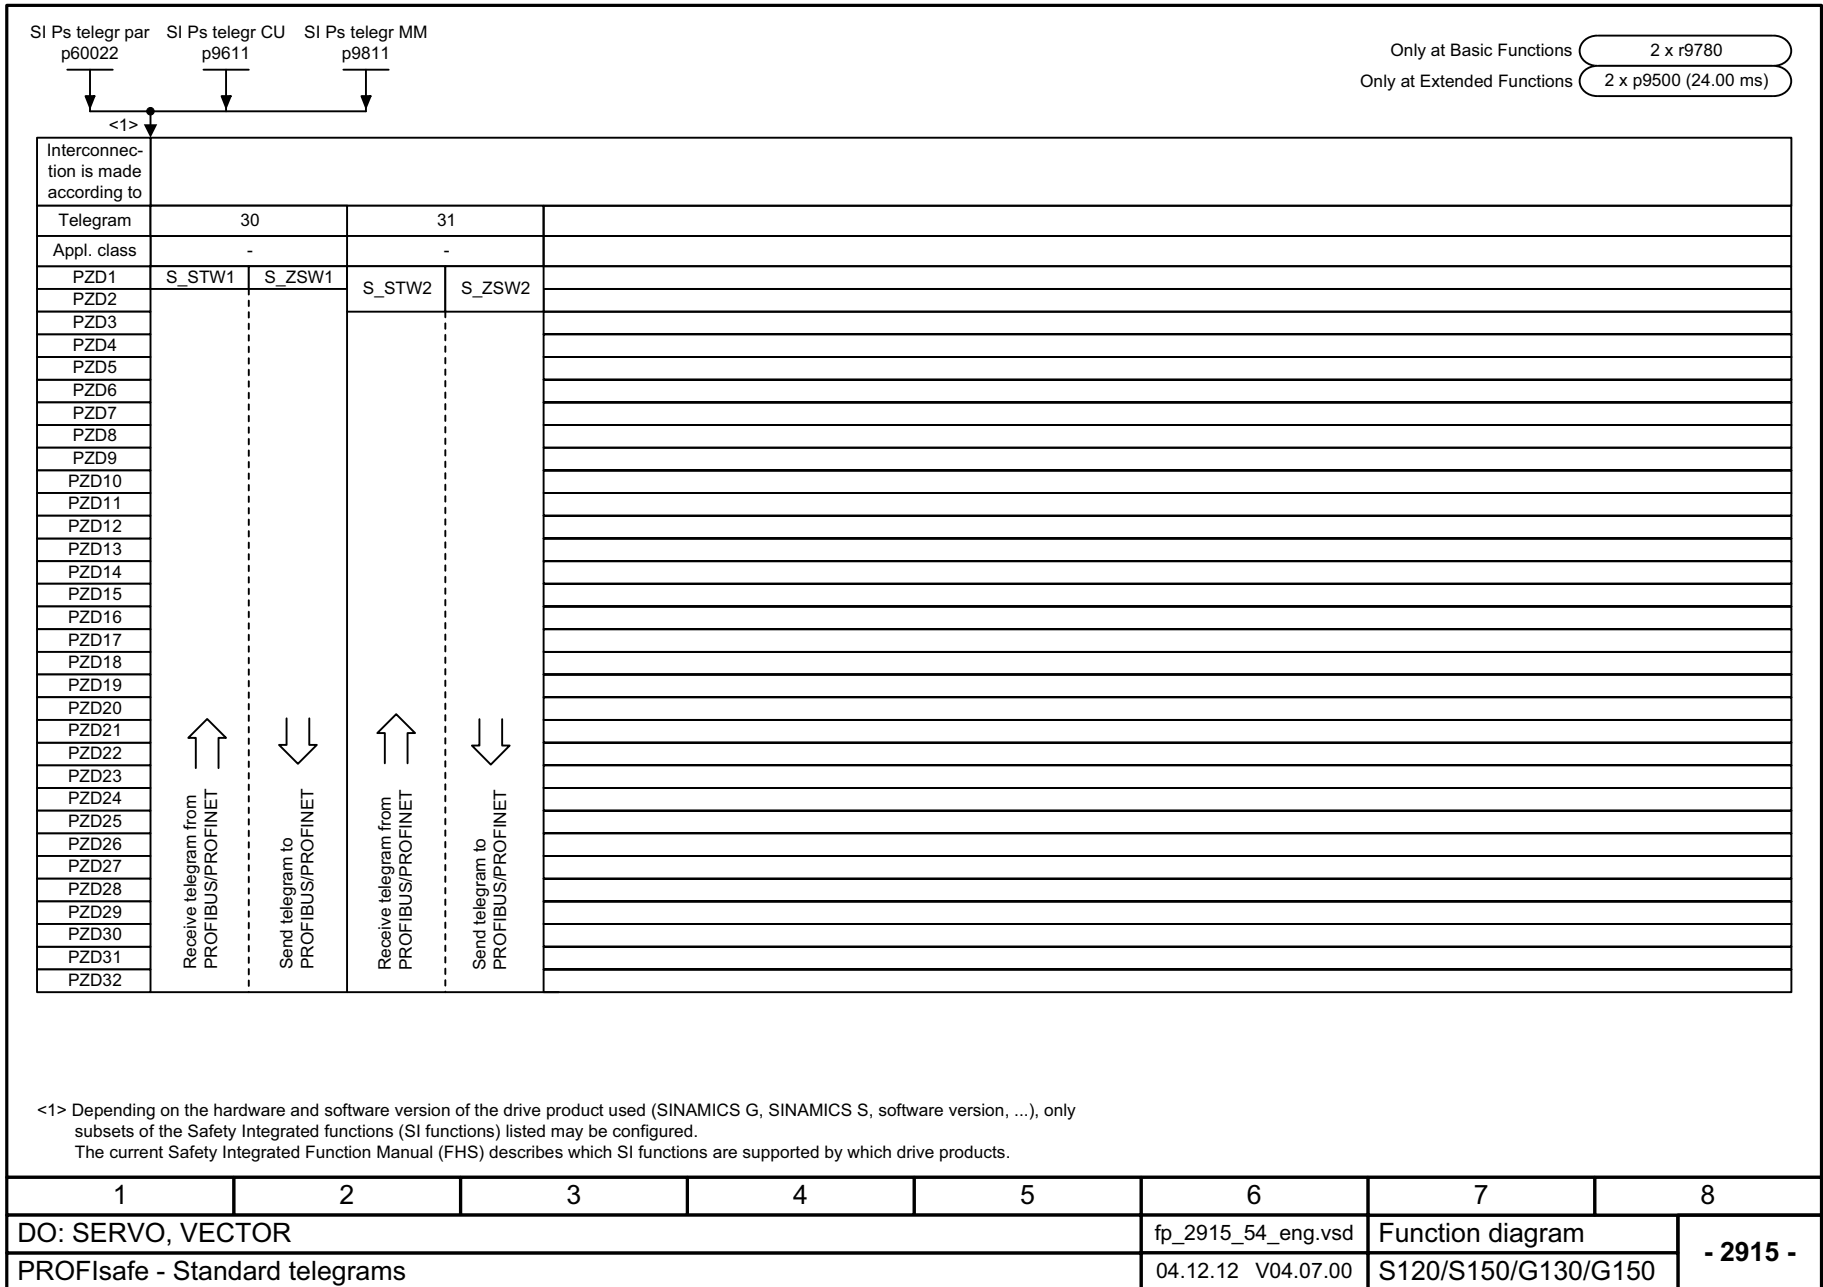 SI Ps telegr par SI Ps telegr CU SI Ps telegr MM
p60022 p9611 p9811
Only at Basic Functions 2 x r9780
Only at Extended Functions 2 x p9500 (24.00 ms)
<1>
Interconnec-
tion is made
according to
Telegram 30 31
Appl. class - -
PZD1 S_STW1 S_ZSW1 S_STW2 S_ZSW2
PZD2
PZD3
PZD4
PZD5
PZD6
PZD7
PZD8
PZD9
PZD10
PZD11
PZD12
PZD13
PZD14
PZD15
PZD16
PZD17
PZD18
PZD19
PZD20
PZD21
PZD22
PZD23
PZD24
PZD25
PZD26
PZD27
PZD28
PZD29
PZD30
PZD31
PZD32
Receive telegram from
PROFIBUS/PROFINET
Send telegram to
PROFIBUS/PROFINET
Receive telegram from
PROFIBUS/PROFINET
Send telegram to
PROFIBUS/PROFINET
<1> Depending on the hardware and software version of the drive product used (SINAMICS G, SINAMICS S, software version, ...), only
subsets of the Safety Integrated functions (SI functions) listed may be configured.
The current Safety Integrated Function Manual (FHS) describes which SI functions are supported by which drive products.
1 2 3 4 5 6 7 8
DO: SERVO, VECTOR fp_2915_54_eng.vsd Function diagram
- 2915 -
PROFIsafe - Standard telegrams 04.12.12 V04.07.00 S120/S150/G130/G150